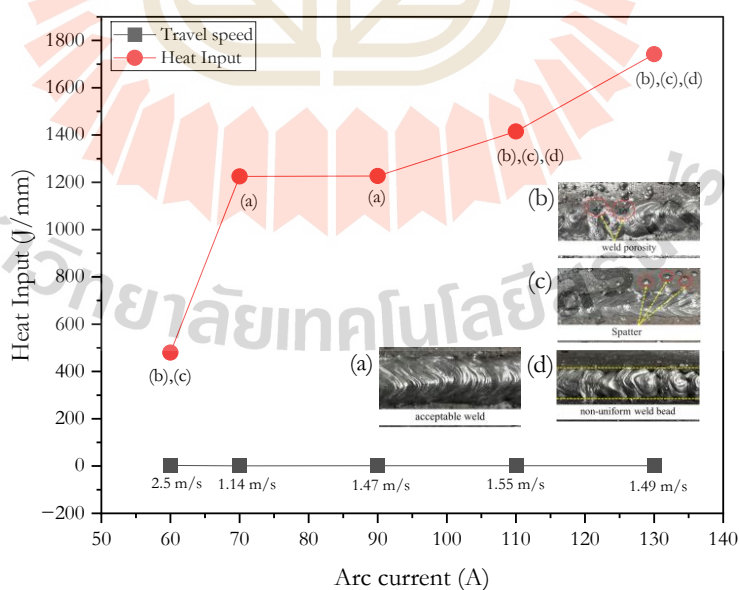 Travel speed
Heat Input
1800
1600
1400
1200
1000
800
600
400
200
0
−200
Heat Input (J/mm)
(b),(c),(d)
(b),(c),(d)
(a)
(a)
(b),(c)
(b)
weld porosity
(c)
Spatter
(a)
acceptable weld
(d)
non-uniform weld bead
2.5 m/s
1.14 m/s
1.47 m/s
1.55 m/s
1.49 m/s
50
60
70
80
90
100
110
120
130
140
Arc current (A)
วิทยาลัยเทคโนโลยี